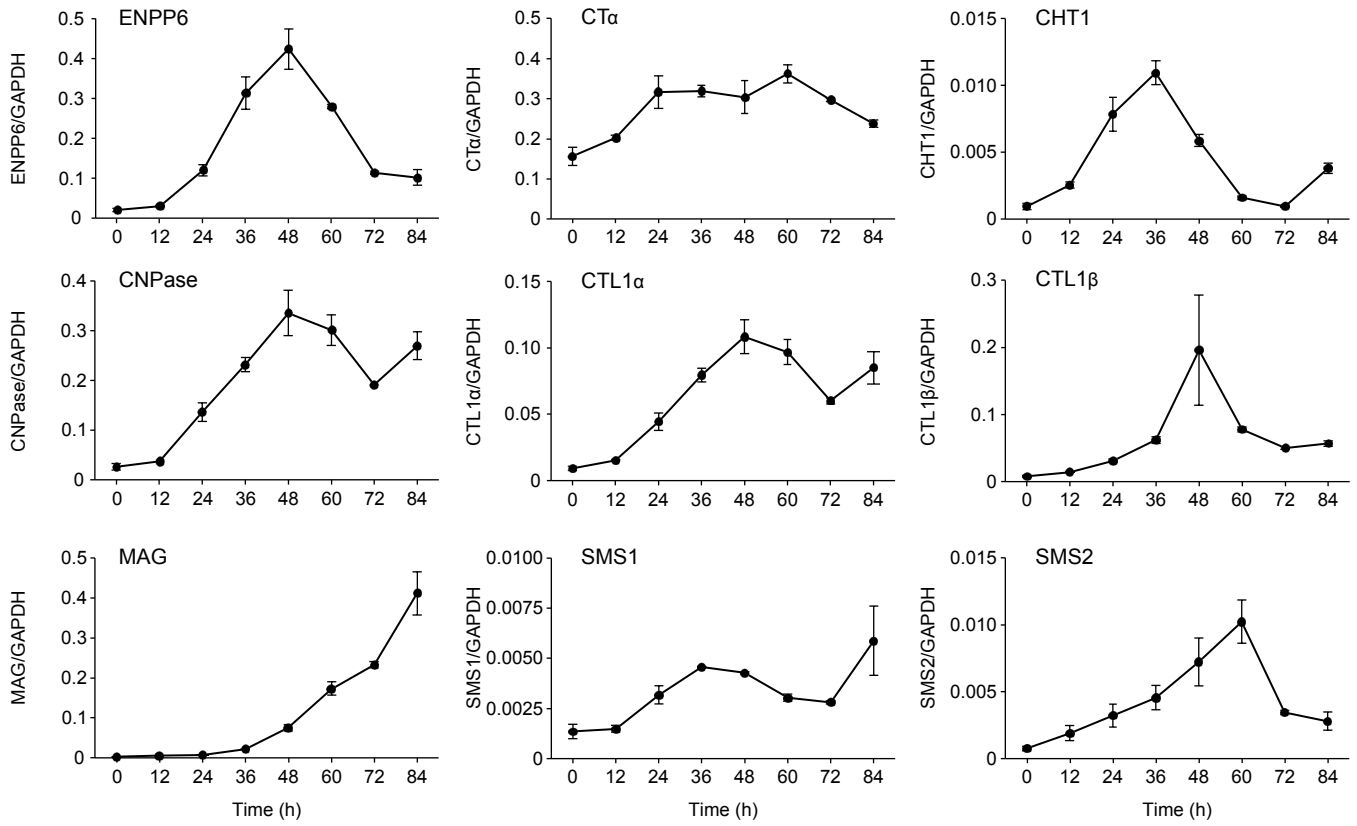 ENPP6
ENPP6/GAPDH
0.5
0.4
0.3
0.2
0.1
0
0 12 24 36 48 60 72 84
CTα
CTα/GAPDH
0.5
0.4
0.3
0.2
0.1
0
0 12 24 36 48 60 72 84
CHT1
CHT1/GAPDH
0.015
0.010
0.005
0
0 12 24 36 48 60 72 84
CNPase
CNPase/GAPDH
0.4
0.3
0.2
0.1
0
0 12 24 36 48 60 72 84
CTL1α
CTL1α/GAPDH
0.15
0.10
0.05
0
0 12 24 36 48 60 72 84
CTL1β
CTL1β/GAPDH
0.3
0.2
0.1
0
0 12 24 36 48 60 72 84
MAG
MAG/GAPDH
0.5
0.4
0.3
0.2
0.1
0
0 12 24 36 48 60 72 84
Time (h)
SMS1
SMS1/GAPDH
0.0100
0.0075
0.0050
0.0025
0
0 12 24 36 48 60 72 84
Time (h)
SMS2
SMS2/GAPDH
0.015
0.010
0.005
0
0 12 24 36 48 60 72 84
Time (h)